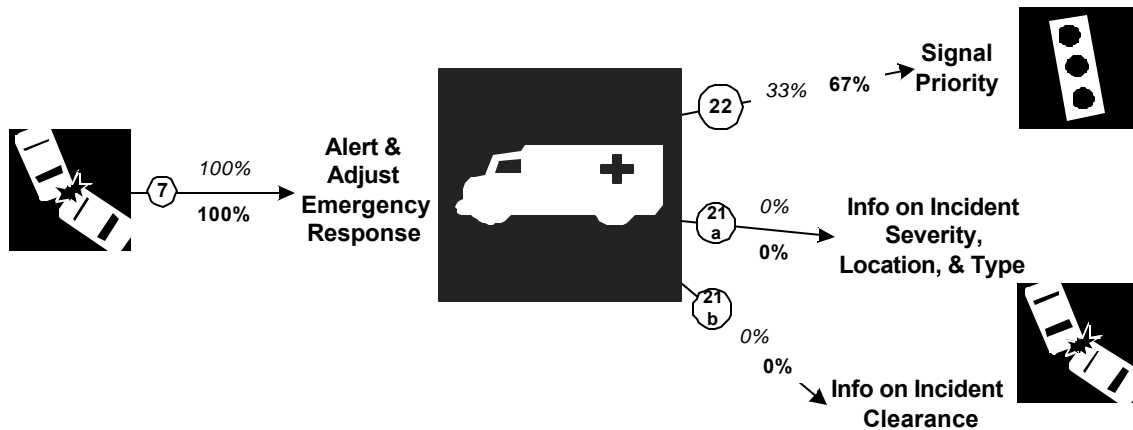 7
100%
100%
Alert &
Adjust
Emergency
Response
22
33%
67%
Signal
Priority
21
a
0%
0%
Info on Incident
Severity,
Location, & Type
21
b
0%
0%
Info on Incident
Clearance